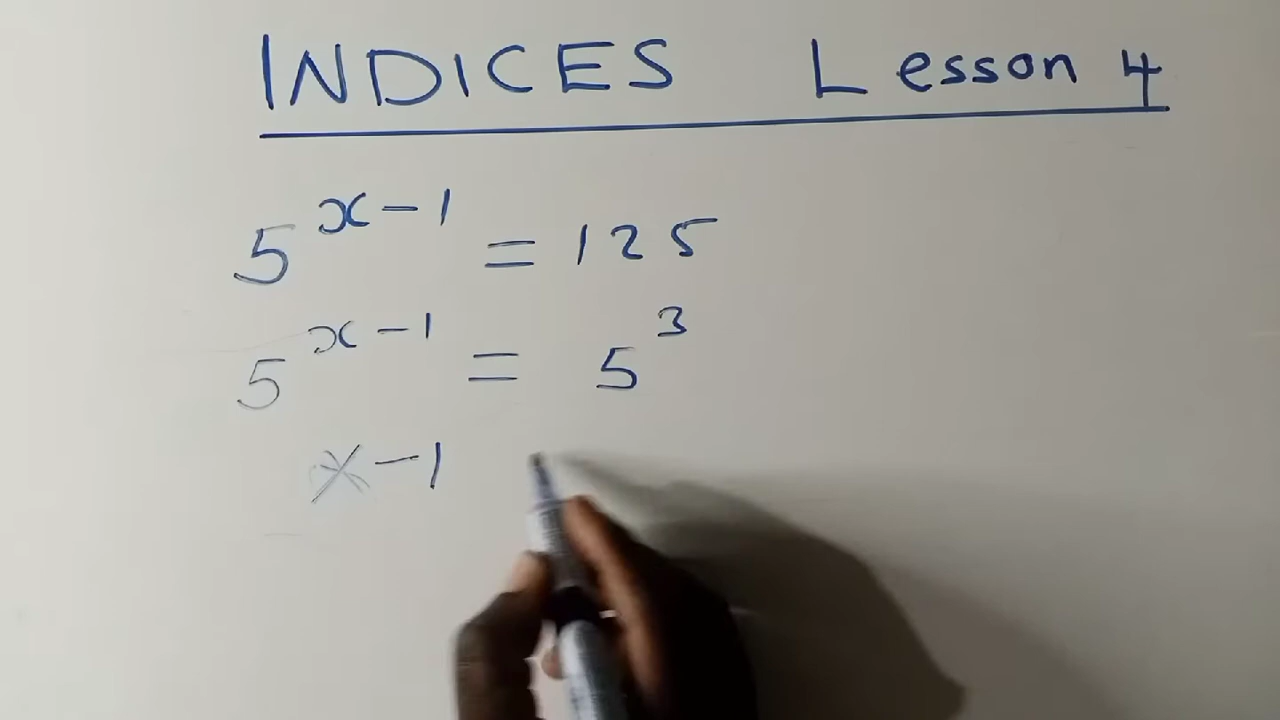 INDICES Lesson 4
5^{x-1} = 125
5^{x-1} = 5^3
x-1